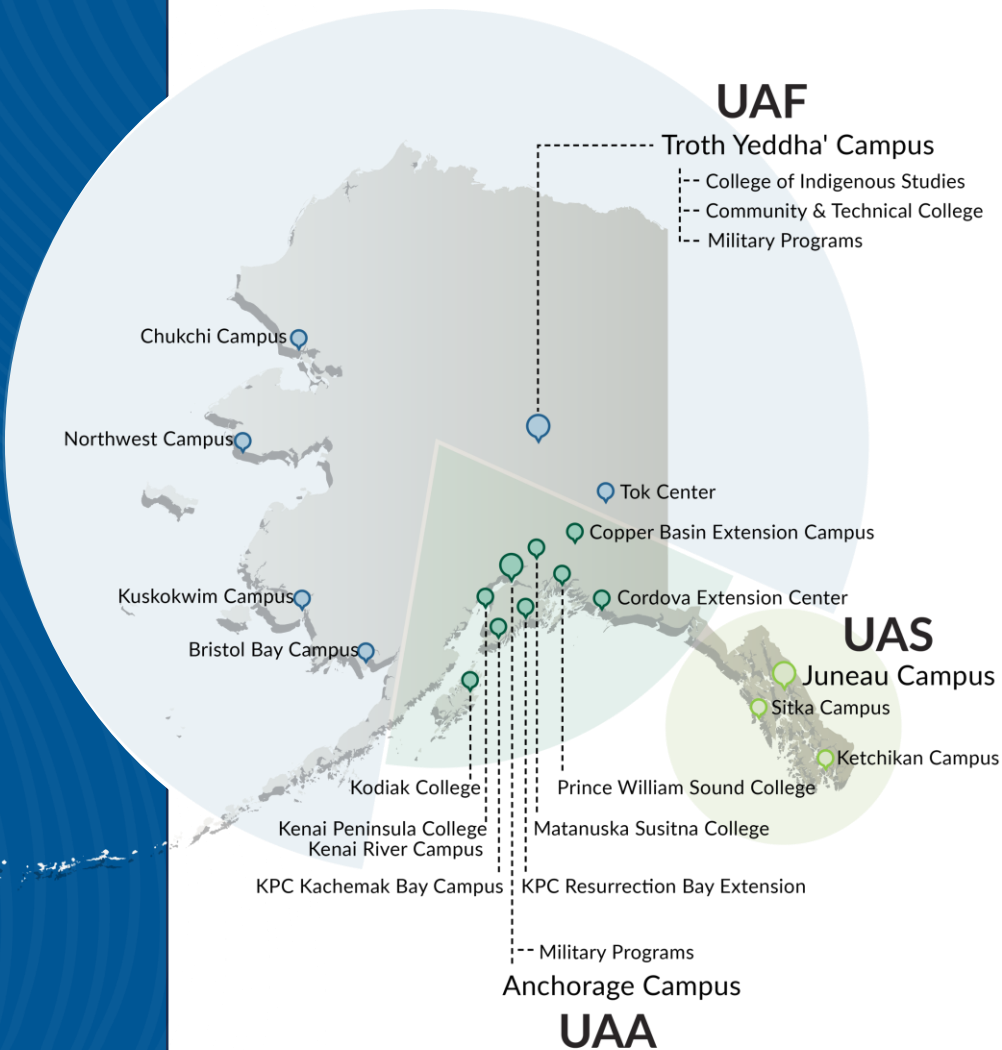 UAF
Troth Yeddha' Campus
College of Indigenous Studies
Community & Technical College
Military Programs
Chukchi Campus
Northwest Campus
Tok Center
Copper Basin Extension Campus
Kuskokwim Campus
Cordova Extension Center
UAS
Bristol Bay Campus
Juneau Campus
Sitka Campus
Ketchikan Campus
Kodiak College
Prince William Sound College
Kenai Peninsula College
Kenai River Campus
Matanuska Susitna College
KPC Kachemak Bay Campus
KPC Resurrection Bay Extension
Military Programs
Anchorage Campus
UAA